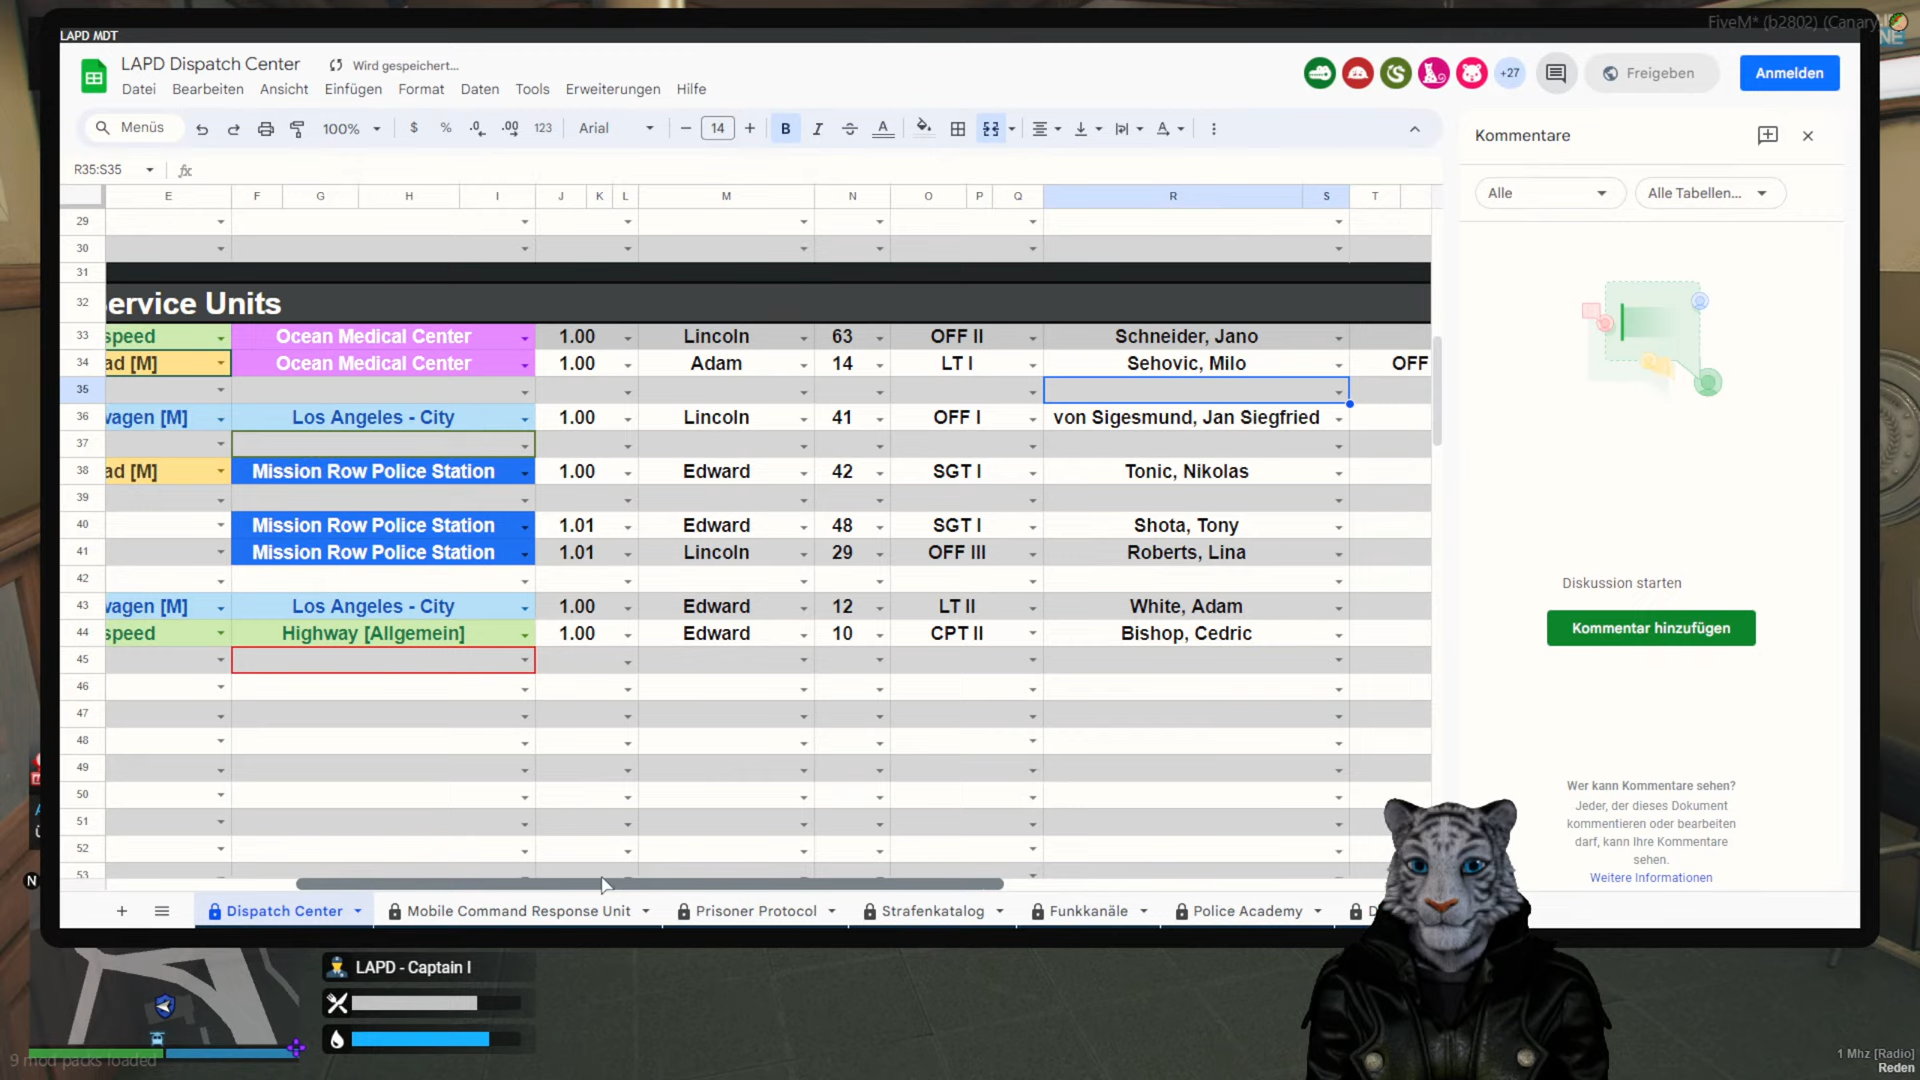 FiveM* (b2802) (Canary
LAPD MDT
LAPD Dispatch Center Wird gespeichert...
+27 Freigeben Anmelden
Datei Bearbeiten Ansicht Einfügen Format Daten Tools Erweiterungen Hilfe
Menüs 100% $ % .0 .00 123 Arial 14 B I S A
Kommentare
R35:S35 fx
Alle Alle Tabellen...
E F G H I J K L M N O P Q R S T
29
30
31
32 ervice Units
33 speed Ocean Medical Center 1.00 Lincoln 63 OFF II Schneider, Jano
34 ad [M] Ocean Medical Center 1.00 Adam 14 LT I Sehovic, Milo OFF
35
36 wagen [M] Los Angeles - City 1.00 Lincoln 41 OFF I von Sigesmund, Jan Siegfried
37
38 ad [M] Mission Row Police Station 1.00 Edward 42 SGT I Tonic, Nikolas
39
40 Mission Row Police Station 1.01 Edward 48 SGT I Shota, Tony
41 Mission Row Police Station 1.01 Lincoln 29 OFF III Roberts, Lina
42
43 wagen [M] Los Angeles - City 1.00 Edward 12 LT II White, Adam
44 speed Highway [Allgemein] 1.00 Edward 10 CPT II Bishop, Cedric
45
46
47
48
49
50
51
52
53
Diskussion starten
Kommentar hinzufügen
Wer kann Kommentare sehen?
Jeder, der dieses Dokument
kommentieren oder bearbeiten
darf, kann Ihre Kommentare
sehen.
Weitere Informationen
Dispatch Center Mobile Command Response Unit Prisoner Protocol Strafenkatalog Funkkanäle Police Academy D
N
LAPD - Captain I
9 mod packs loaded
1 Mhz [Radio]
Reden